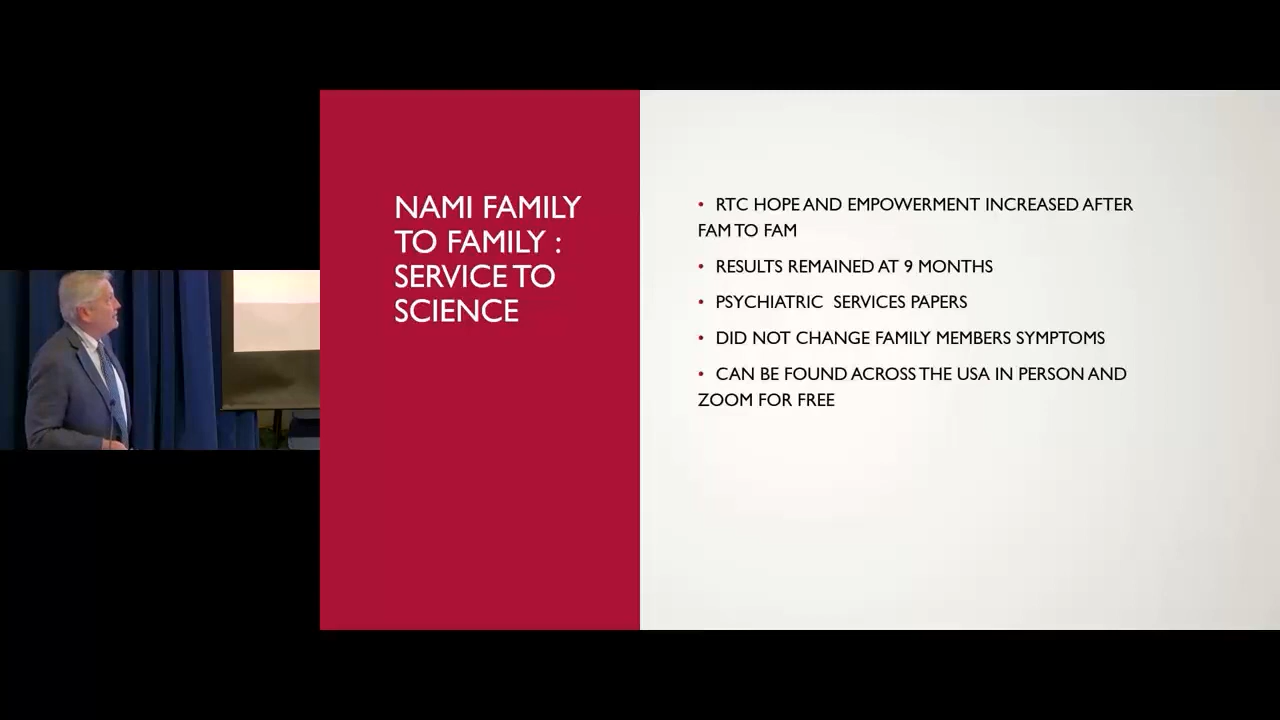 NAMI FAMILY
TO FAMILY :
SERVICE TO
SCIENCE
• RTC HOPE AND EMPOWERMENT INCREASED AFTER
FAM TO FAM
• RESULTS REMAINED AT 9 MONTHS
• PSYCHIATRIC SERVICES PAPERS
• DID NOT CHANGE FAMILY MEMBERS SYMPTOMS
• CAN BE FOUND ACROSS THE USA IN PERSON AND
ZOOM FOR FREE